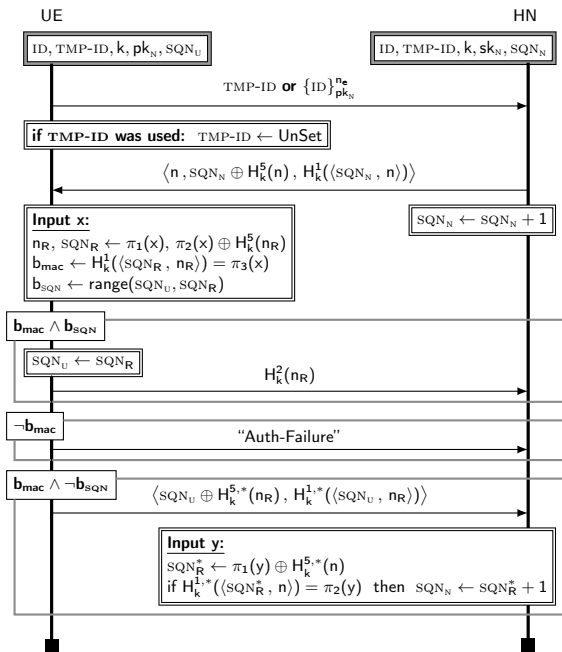 UE
HN
ID, TMP-ID, k, pk_N, SQN_U
ID, TMP-ID, k, sk_N, SQN_N
TMP-ID or {ID}^{n_e}_{pk_N}
if TMP-ID was used: TMP-ID ← UnSet
⟨n , SQN_N ⊕ H^5_k(n) , H^1_k(⟨SQN_N , n⟩)⟩
Input x:
n_R, SQN_R ← π_1(x), π_2(x) ⊕ H^5_k(n_R)
b_mac ← H^1_k(⟨SQN_R , n_R⟩) = π_3(x)
b_SQN ← range(SQN_U, SQN_R)
SQN_N ← SQN_N + 1
b_mac ∧ b_SQN
SQN_U ← SQN_R
H^2_k(n_R)
¬b_mac
“Auth-Failure”
b_mac ∧ ¬b_SQN
⟨SQN_U ⊕ H^{5,*}_k(n_R) , H^{1,*}_k(⟨SQN_U , n_R⟩)⟩
Input y:
SQN^*_R ← π_1(y) ⊕ H^{5,*}_k(n)
if H^{1,*}_k(⟨SQN^*_R , n⟩) = π_2(y) then SQN_N ← SQN^*_R + 1